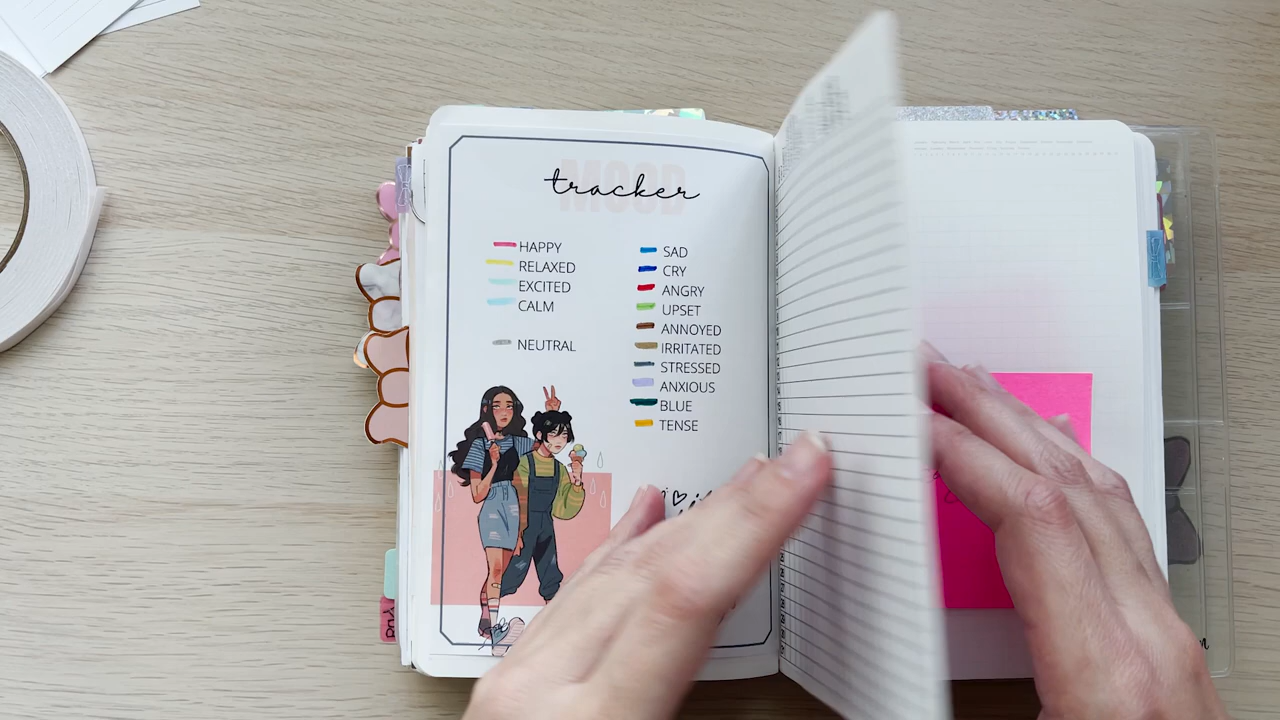 MOOD
tracker
HAPPY
RELAXED
EXCITED
CALM
NEUTRAL
SAD
CRY
ANGRY
UPSET
ANNOYED
IRRITATED
STRESSED
ANXIOUS
BLUE
TENSE